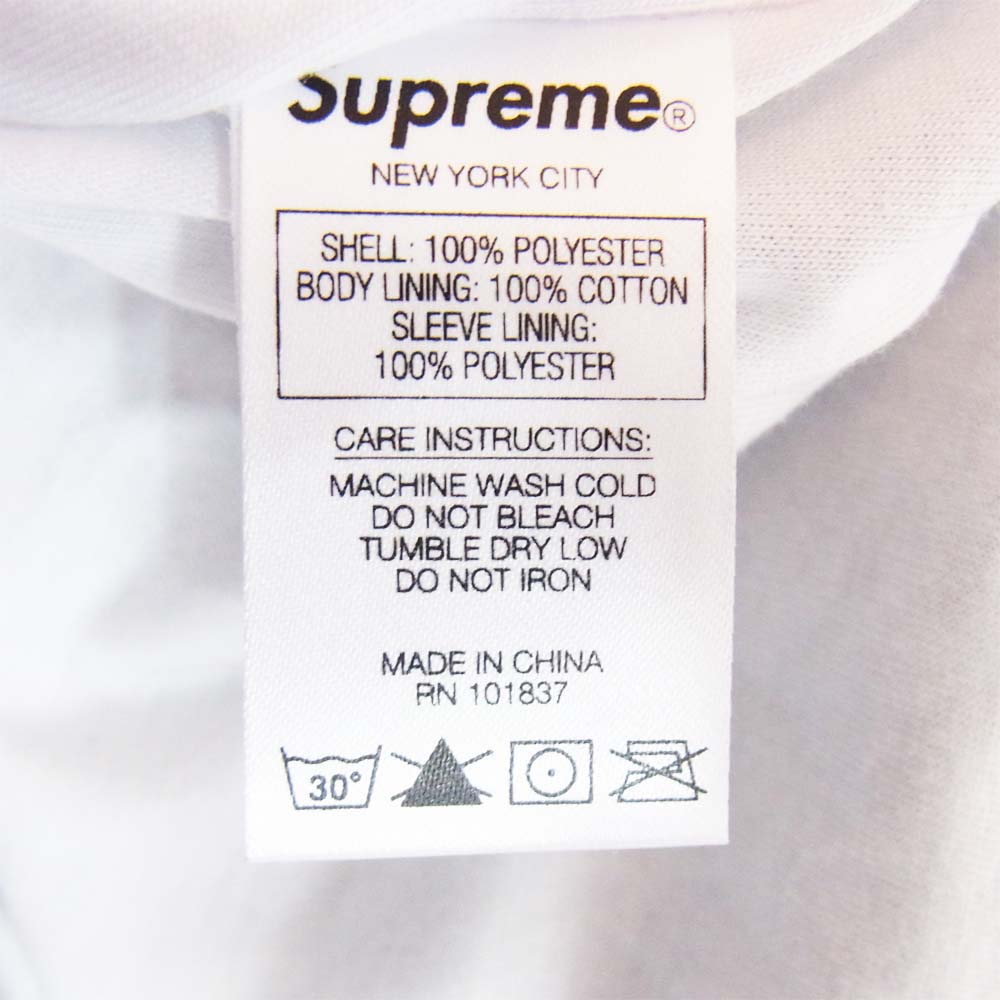 Supreme®
NEW YORK CITY
SHELL: 100% POLYESTER
BODY LINING: 100% COTTON
SLEEVE LINING:
100% POLYESTER
CARE INSTRUCTIONS:
MACHINE WASH COLD
DO NOT BLEACH
TUMBLE DRY LOW
DO NOT IRON
MADE IN CHINA
RN 101837
30°